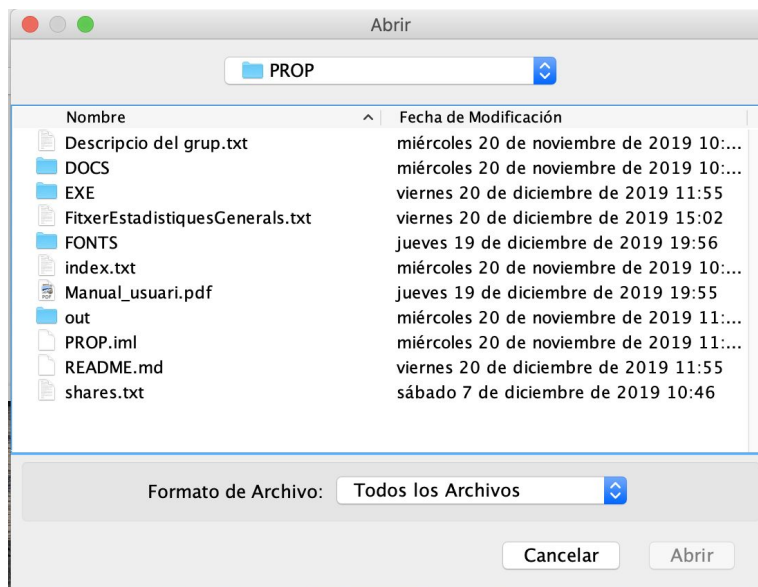 Abrir
PROP
Nombre Fecha de Modificación
Descripcio del grup.txt miércoles 20 de noviembre de 2019 10:...
DOCS miércoles 20 de noviembre de 2019 10:...
EXE viernes 20 de diciembre de 2019 11:55
FitxerEstadistiquesGenerals.txt viernes 20 de diciembre de 2019 15:02
FONTS jueves 19 de diciembre de 2019 19:56
index.txt miércoles 20 de noviembre de 2019 10:...
Manual_usuari.pdf jueves 19 de diciembre de 2019 19:55
out miércoles 20 de noviembre de 2019 11:...
PROP.iml miércoles 20 de noviembre de 2019 11:...
README.md viernes 20 de diciembre de 2019 11:55
shares.txt sábado 7 de diciembre de 2019 10:46
Formato de Archivo: Todos los Archivos
Cancelar Abrir